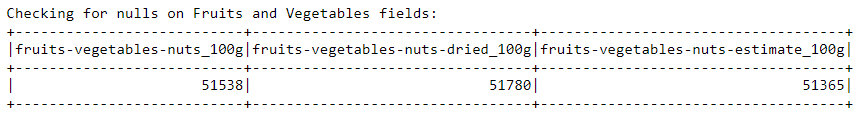 Checking for nulls on Fruits and Vegetables fields:
+-------------------------+-------------------------------+----------------------------------+
|fruits-vegetables-nuts_100g|fruits-vegetables-nuts-dried_100g|fruits-vegetables-nuts-estimate_100g|
+-------------------------+-------------------------------+----------------------------------+
|                      51538|                            51780|                               51365|
+-------------------------+-------------------------------+----------------------------------+